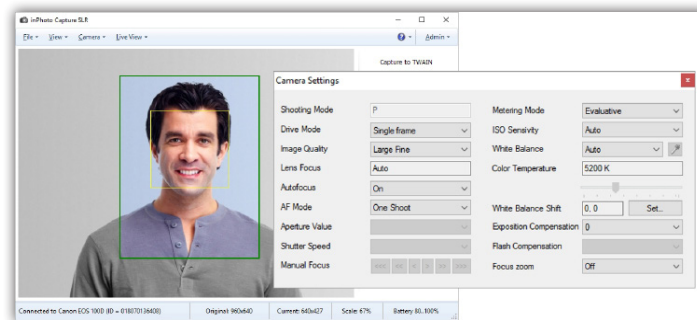 inPhoto Capture SLR
File View Camera Live View Admin
Capture to TWAIN
Camera Settings
Shooting Mode P
Drive Mode Single frame
Image Quality Large Fine
Lens Focus Auto
Autofocus On
AF Mode One Shoot
Aperture Value
Shutter Speed
Manual Focus <<< << < > >> >>>
Metering Mode Evaluative
ISO Sensivity Auto
White Balance Auto
Color Temperature 5200 K
White Balance Shift 0, 0 Set...
Exposition Compensation 0
Flash Compensation
Focus zoom Off
Connected to Canon EOS 100D (ID = 018070136408) Original: 960x640 Current: 640x427 Scale: 67% Battery 80..100%